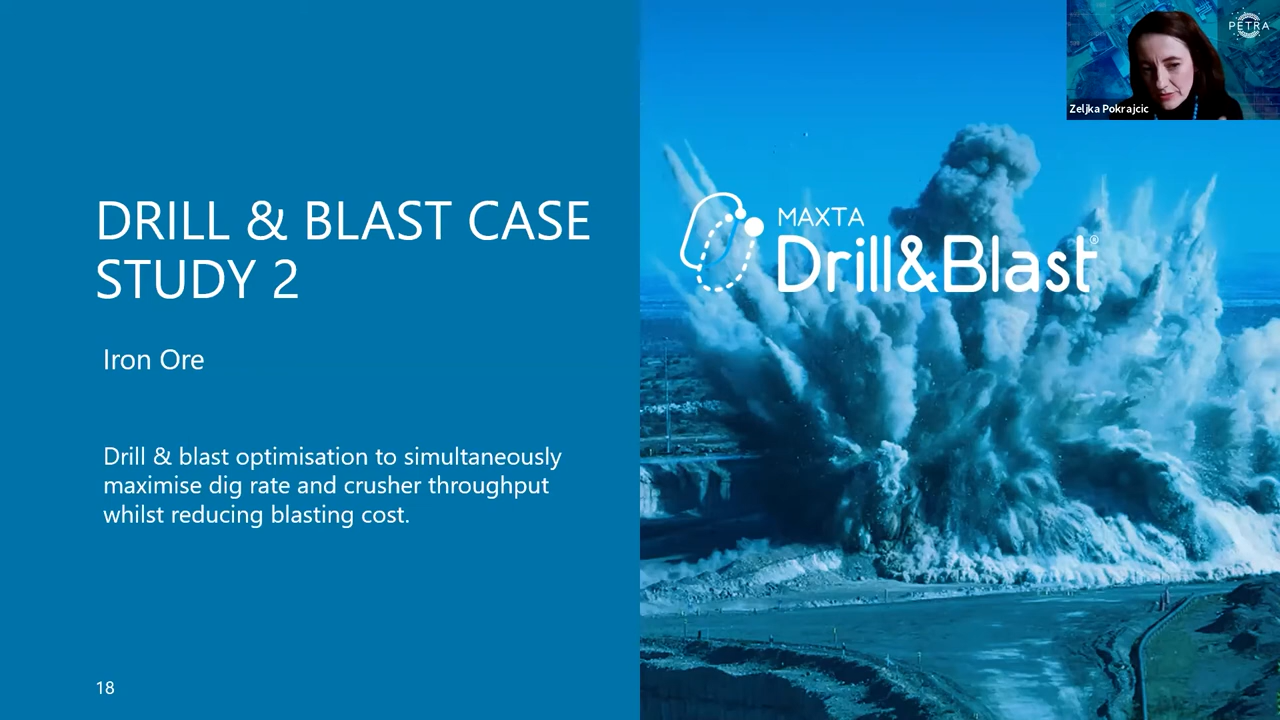 PETRA
Zeljka Pokrajcic
DRILL & BLAST CASE
STUDY 2
Iron Ore
Drill & blast optimisation to simultaneously
maximise dig rate and crusher throughput
whilst reducing blasting cost.
MAXTA
Drill&Blast®
18